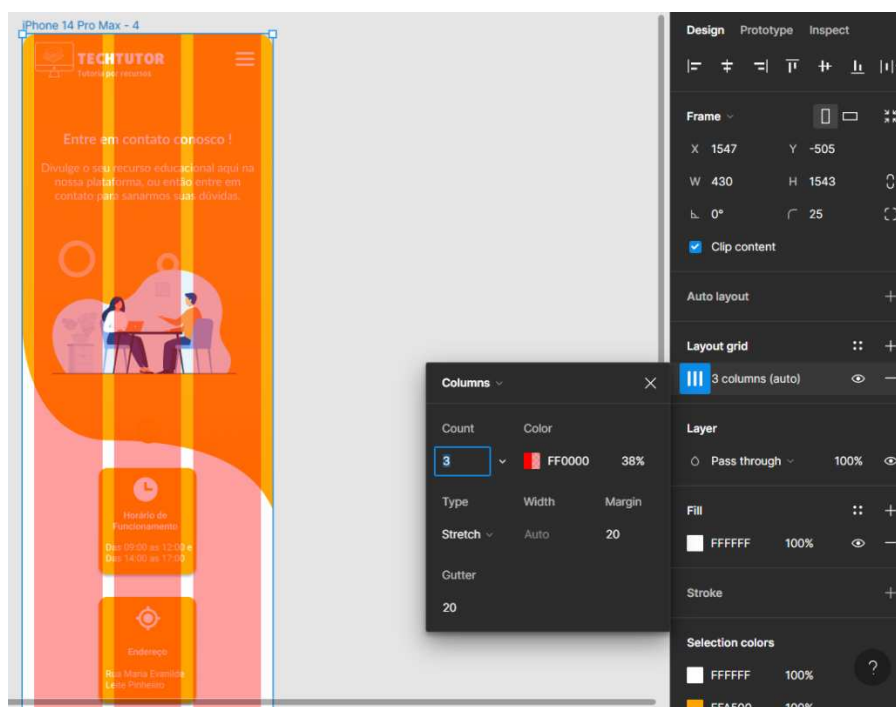 iPhone 14 Pro Max - 4
TECHTUTOR
Tutoria por recursos
Entre em contato conosco !
Divulge o seu recurso educacional aqui na
nossa plataforma, ou então entre em
contato para sanarmos suas dúvidas.
Horário de
Funcionamento
Das 09:00 as 12:00 e
Das 14:00 as 17:00
Endereço
Rua Maria Evanilda
Leite Pinheiro
Columns
Count Color
3 FF0000 38%
Type Width Margin
Stretch Auto 20
Gutter
20
Design Prototype Inspect
Frame
X 1547 Y -505
W 430 H 1543
0° 25
Clip content
Auto layout
Layout grid
3 columns (auto)
Layer
Pass through 100%
Fill
FFFFFF 100%
Stroke
Selection colors
FFFFFF 100%
FFA500 100%
?